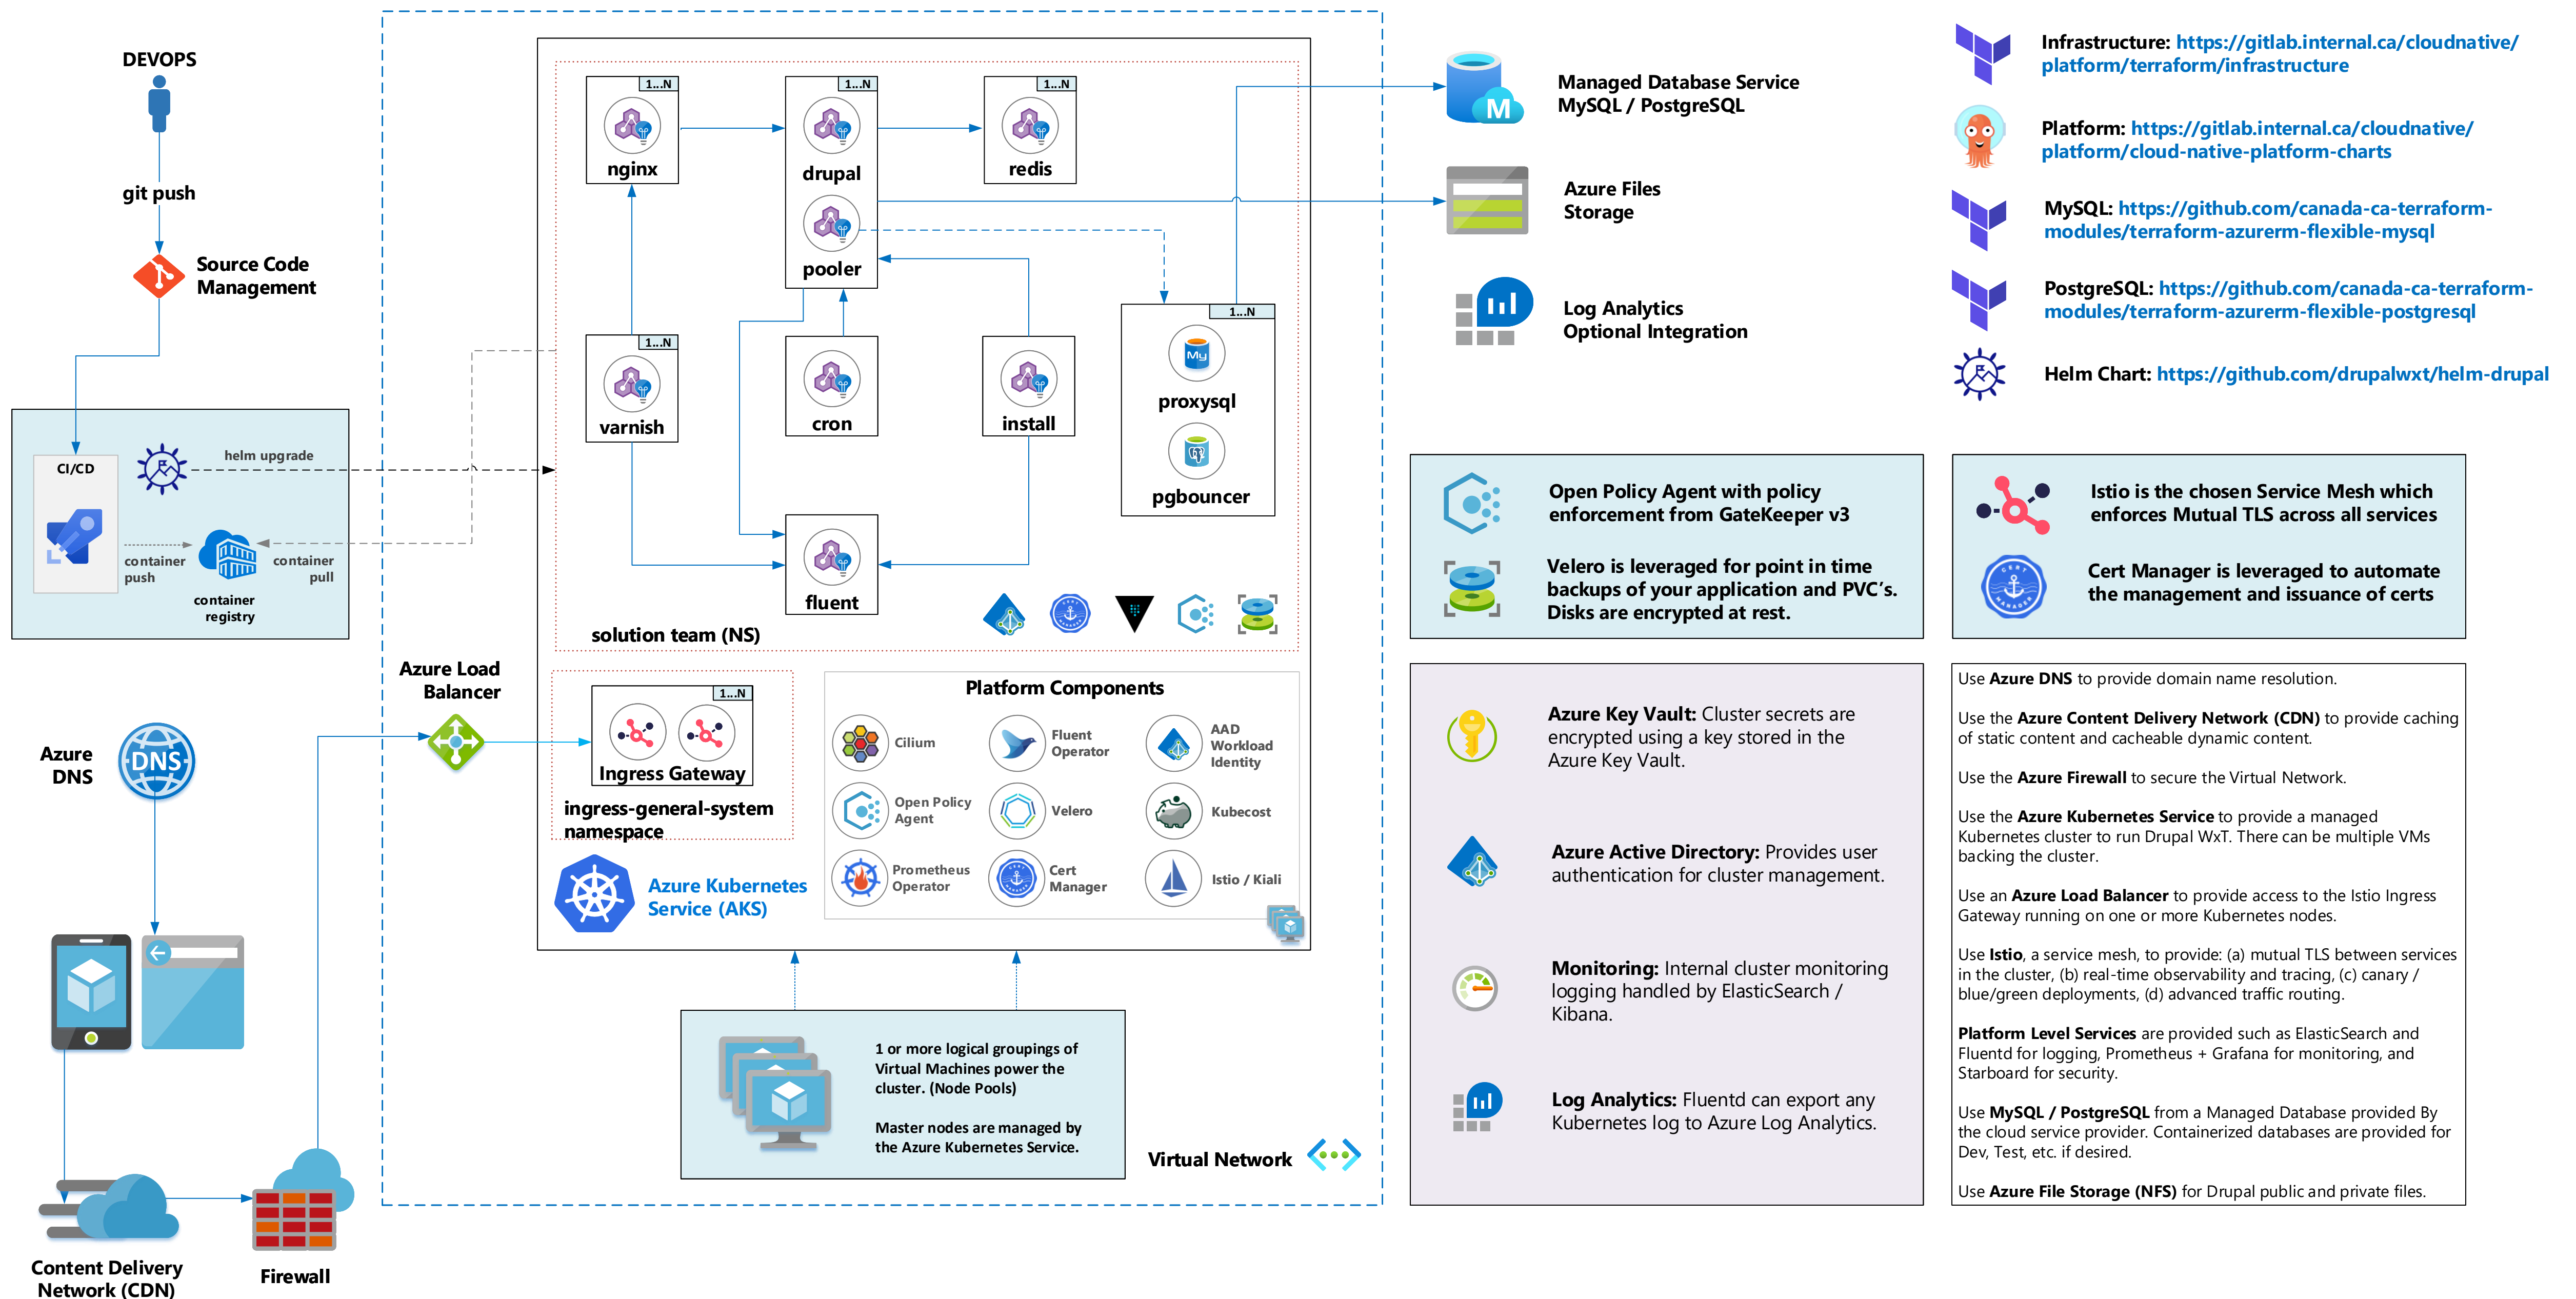 DEVOPS
git push
Source Code
Management
CI/CD
helm upgrade
container
push
container
pull
container
registry
Azure
DNS
DNS
Content Delivery
Network (CDN)
Firewall
Azure Load
Balancer
1...N
nginx
1...N
drupal
pooler
1...N
redis
1...N
varnish
cron
install
1...N
My
proxysql
pgbouncer
fluent
solution team (NS)
1...N
Ingress Gateway
ingress-general-system
namespace
Azure Kubernetes
Service (AKS)
Platform Components
Cilium
Fluent
Operator
AAD
Workload
Identity
Open Policy
Agent
Velero
Kubecost
Prometheus
Operator
Cert
Manager
Istio / Kiali
1 or more logical groupings of
Virtual Machines power the
cluster. (Node Pools)
Master nodes are managed by
the Azure Kubernetes Service.
Virtual Network
M
Managed Database Service
MySQL / PostgreSQL
Azure Files
Storage
Log Analytics
Optional Integration
Infrastructure: https://gitlab.internal.ca/cloudnative/
platform/terraform/infrastructure
Platform: https://gitlab.internal.ca/cloudnative/
platform/cloud-native-platform-charts
MySQL: https://github.com/canada-ca-terraform-
modules/terraform-azurerm-flexible-mysql
PostgreSQL: https://github.com/canada-ca-terraform-
modules/terraform-azurerm-flexible-postgresql
Helm Chart: https://github.com/drupalwxt/helm-drupal
Open Policy Agent with policy
enforcement from GateKeeper v3
Velero is leveraged for point in time
backups of your application and PVC’s.
Disks are encrypted at rest.
Istio is the chosen Service Mesh which
enforces Mutual TLS across all services
CERT
MANAGER
Cert Manager is leveraged to automate
the management and issuance of certs
Azure Key Vault: Cluster secrets are
encrypted using a key stored in the
Azure Key Vault.
Azure Active Directory: Provides user
authentication for cluster management.
Monitoring: Internal cluster monitoring
logging handled by ElasticSearch /
Kibana.
Log Analytics: Fluentd can export any
Kubernetes log to Azure Log Analytics.
Use Azure DNS to provide domain name resolution.
Use the Azure Content Delivery Network (CDN) to provide caching
of static content and cacheable dynamic content.
Use the Azure Firewall to secure the Virtual Network.
Use the Azure Kubernetes Service to provide a managed
Kubernetes cluster to run Drupal WxT. There can be multiple VMs
backing the cluster.
Use an Azure Load Balancer to provide access to the Istio Ingress
Gateway running on one or more Kubernetes nodes.
Use Istio, a service mesh, to provide: (a) mutual TLS between services
in the cluster, (b) real-time observability and tracing, (c) canary /
blue/green deployments, (d) advanced traffic routing.
Platform Level Services are provided such as ElasticSearch and
Fluentd for logging, Prometheus + Grafana for monitoring, and
Starboard for security.
Use MySQL / PostgreSQL from a Managed Database provided By
the cloud service provider. Containerized databases are provided for
Dev, Test, etc. if desired.
Use Azure File Storage (NFS) for Drupal public and private files.